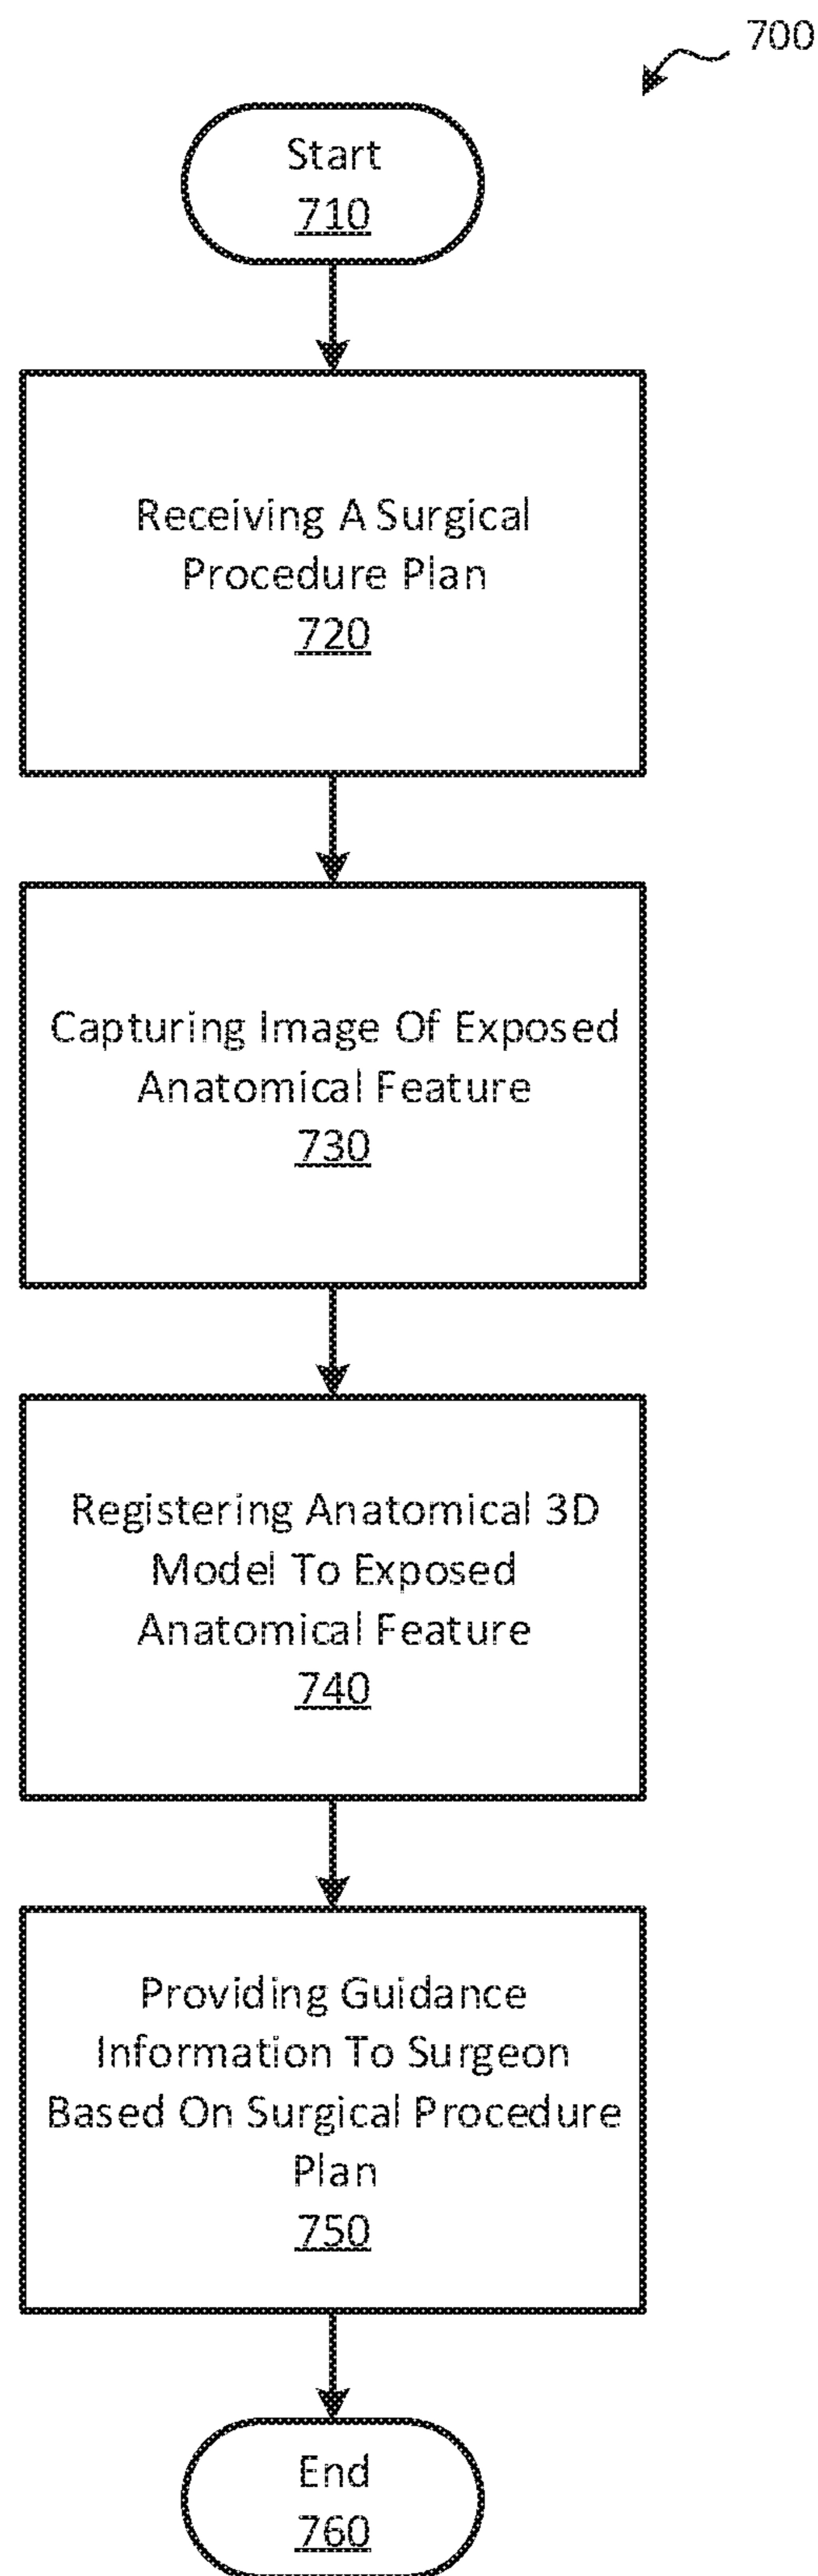 700
Start
710
Receiving A Surgical
Procedure Plan
720
Capturing Image Of Exposed
Anatomical Feature
730
Registering Anatomical 3D
Model To Exposed
Anatomical Feature
740
Providing Guidance
Information To Surgeon
Based On Surgical Procedure
Plan
750
End
760